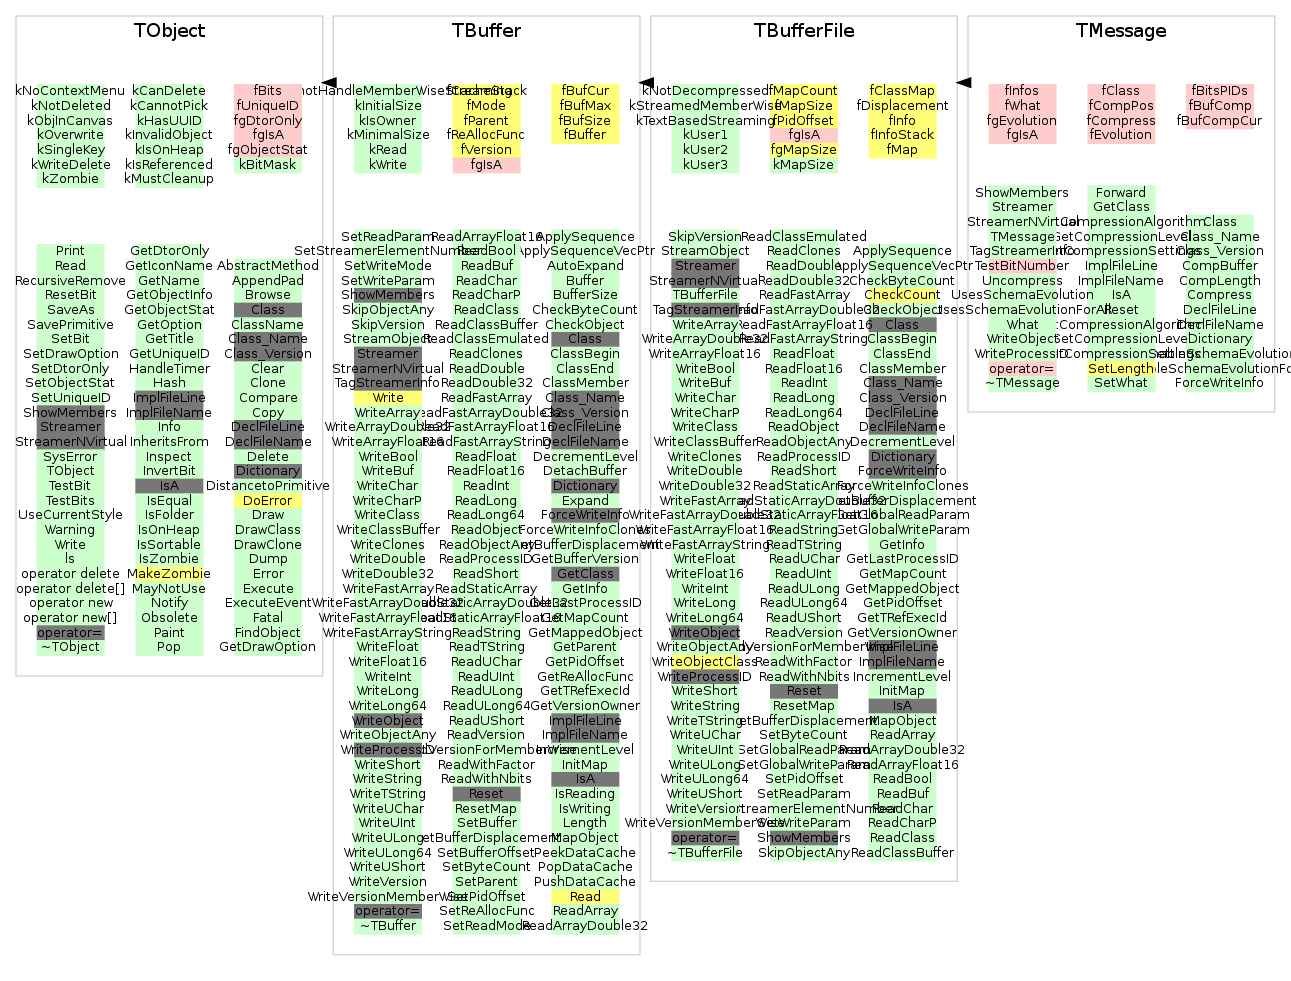 TObject
kNoContextMenu
kNotDeleted
kObjInCanvas
kOverwrite
kSingleKey
kWriteDelete
kZombie
kCanDelete
kCannotPick
kHasUUID
kInvalidObject
kIsOnHeap
kIsReferenced
kMustCleanup
fBits
fUniqueID
fgDtorOnly
fgIsA
fgObjectStat
kBitMask
Print
Read
RecursiveRemove
ResetBit
SaveAs
SavePrimitive
SetBit
SetDrawOption
SetDtorOnly
SetObjectStat
SetUniqueID
ShowMembers
Streamer
StreamerNVirtual
SysError
TObject
TestBit
TestBits
UseCurrentStyle
Warning
Write
ls
operator delete
operator delete[]
operator new
operator new[]
operator=
~TObject
GetDtorOnly
GetIconName
GetName
GetObjectInfo
GetObjectStat
GetOption
GetTitle
GetUniqueID
HandleTimer
Hash
ImplFileLine
ImplFileName
Info
InheritsFrom
Inspect
InvertBit
IsA
IsEqual
IsFolder
IsOnHeap
IsSortable
IsZombie
MakeZombie
MayNotUse
Notify
Obsolete
Paint
Pop
AbstractMethod
AppendPad
Browse
Class
ClassName
Class_Name
Class_Version
Clear
Clone
Compare
Copy
DeclFileLine
DeclFileName
Delete
Dictionary
DistancetoPrimitive
DoError
Draw
DrawClass
DrawClone
Dump
Error
Execute
ExecuteEvent
Fatal
FindObject
GetDrawOption
TBuffer
kInitialSize
kIsOwner
kMinimalSize
kRead
kWrite
fCacheStack
fMode
fParent
fReAllocFunc
fVersion
fgIsA
fBufCur
fBufMax
fBufSize
fBuffer
SetReadParam
SetStreamerElementNumber
SetWriteMode
SetWriteParam
ShowMembers
SkipObjectAny
SkipVersion
StreamObject
Streamer
StreamerNVirtual
TagStreamerInfo
Write
WriteArray
WriteArrayDouble32
WriteArrayFloat16
WriteBool
WriteBuf
WriteChar
WriteCharP
WriteClass
WriteClassBuffer
WriteClones
WriteDouble
WriteDouble32
WriteFastArray
WriteFastArrayDouble32
WriteFastArrayFloat16
WriteFastArrayString
WriteFloat
WriteFloat16
WriteInt
WriteLong
WriteLong64
WriteObject
WriteObjectAny
WriteProcessID
WriteShort
WriteString
WriteTString
WriteUChar
WriteUInt
WriteULong
WriteULong64
WriteUShort
WriteVersion
WriteVersionMemberWise
operator=
~TBuffer
ReadArrayFloat16
ReadBool
ReadBuf
ReadChar
ReadCharP
ReadClass
ReadClassBuffer
ReadClassEmulated
ReadClones
ReadDouble
ReadDouble32
ReadFastArray
ReadFastArrayDouble32
ReadFastArrayFloat16
ReadFastArrayString
ReadFloat
ReadFloat16
ReadInt
ReadLong
ReadLong64
ReadObject
ReadObjectAny
ReadProcessID
ReadShort
ReadStaticArray
ReadString
ReadTString
ReadUChar
ReadUInt
ReadULong
ReadULong64
ReadUShort
ReadVersion
ReadWithFactor
ReadWithNbits
Reset
ResetMap
SetBuffer
SetBufferOffset
SetByteCount
SetParent
SetPidOffset
SetReAllocFunc
SetReadMode
ApplySequence
ApplySequenceVecPtr
AutoExpand
Buffer
BufferSize
CheckByteCount
CheckObject
Class
ClassBegin
ClassEnd
ClassMember
Class_Name
Class_Version
DeclFileLine
DeclFileName
DecrementLevel
DetachBuffer
Dictionary
Expand
ForceWriteInfo
ForceWriteInfoClones
GetBufferVersion
GetClass
GetInfo
GetLastProcessID
GetMapCount
GetMappedObject
GetParent
GetPidOffset
GetReAllocFunc
GetTRefExecId
GetVersionOwner
ImplFileLine
ImplFileName
IncrementLevel
InitMap
IsA
IsReading
IsWriting
Length
MapObject
PeekDataCache
PopDataCache
PushDataCache
Read
ReadArray
ReadArrayDouble32
TBufferFile
kNotDecompressed
kStreamedMemberWise
kTextBasedStreaming
kUser1
kUser2
kUser3
fMapCount
fMapSize
fPidOffset
fgIsA
fgMapSize
kMapSize
fClassMap
fDisplacement
fInfo
fInfoStack
fMap
SkipVersion
StreamObject
Streamer
StreamerNVirtual
TBufferFile
TagStreamerInfo
WriteArray
WriteArrayDouble32
WriteArrayFloat16
WriteBool
WriteBuf
WriteChar
WriteCharP
WriteClass
WriteClassBuffer
WriteClones
WriteDouble
WriteDouble32
WriteFastArray
WriteFastArrayDouble32
WriteFastArrayFloat16
WriteFastArrayString
WriteFloat
WriteFloat16
WriteInt
WriteLong
WriteLong64
WriteObject
WriteObjectAny
WriteObjectClass
WriteProcessID
WriteShort
WriteString
WriteTString
WriteUChar
WriteUInt
WriteULong
WriteULong64
WriteUShort
WriteVersion
WriteVersionMemberWise
operator=
~TBufferFile
ReadClassEmulated
ReadClones
ReadDouble
ReadDouble32
ReadFastArray
ReadFastArrayDouble32
ReadFastArrayFloat16
ReadFastArrayString
ReadFloat
ReadFloat16
ReadInt
ReadLong
ReadLong64
ReadObject
ReadObjectAny
ReadProcessID
ReadShort
ReadStaticArray
ReadString
ReadTString
ReadUChar
ReadUInt
ReadULong
ReadULong64
ReadUShort
ReadVersion
ReadWithFactor
ReadWithNbits
Reset
ResetMap
SetByteCount
SetGlobalReadParam
SetGlobalWriteParam
SetPidOffset
SetReadParam
SetWriteParam
ShowMembers
SkipObjectAny
ApplySequence
ApplySequenceVecPtr
CheckByteCount
CheckCount
CheckObject
Class
ClassBegin
ClassEnd
ClassMember
Class_Name
Class_Version
DeclFileLine
DeclFileName
DecrementLevel
Dictionary
ForceWriteInfo
ForceWriteInfoClones
GetGlobalReadParam
GetGlobalWriteParam
GetInfo
GetLastProcessID
GetMapCount
GetMappedObject
GetPidOffset
GetTRefExecId
GetVersionOwner
ImplFileLine
ImplFileName
IncrementLevel
InitMap
IsA
MapObject
ReadArray
ReadArrayDouble32
ReadArrayFloat16
ReadBool
ReadBuf
ReadChar
ReadCharP
ReadClass
ReadClassBuffer
TMessage
fInfos
fWhat
fgEvolution
fgIsA
fClass
fCompPos
fCompress
fEvolution
fBitsPIDs
fBufComp
fBufCompCur
ShowMembers
Streamer
StreamerNVirtual
TMessage
TagStreamerInfo
TestBitNumber
Uncompress
UsesSchemaEvolution
UsesSchemaEvolutionForAll
What
WriteObject
WriteProcessID
operator=
~TMessage
Forward
GetClass
GetCompressionLevel
ImplFileLine
ImplFileName
IsA
Reset
SetCompressionLevel
SetLength
SetWhat
Class
Class_Name
Class_Version
CompBuffer
CompLength
Compress
DeclFileLine
DeclFileName
Dictionary
ForceWriteInfo